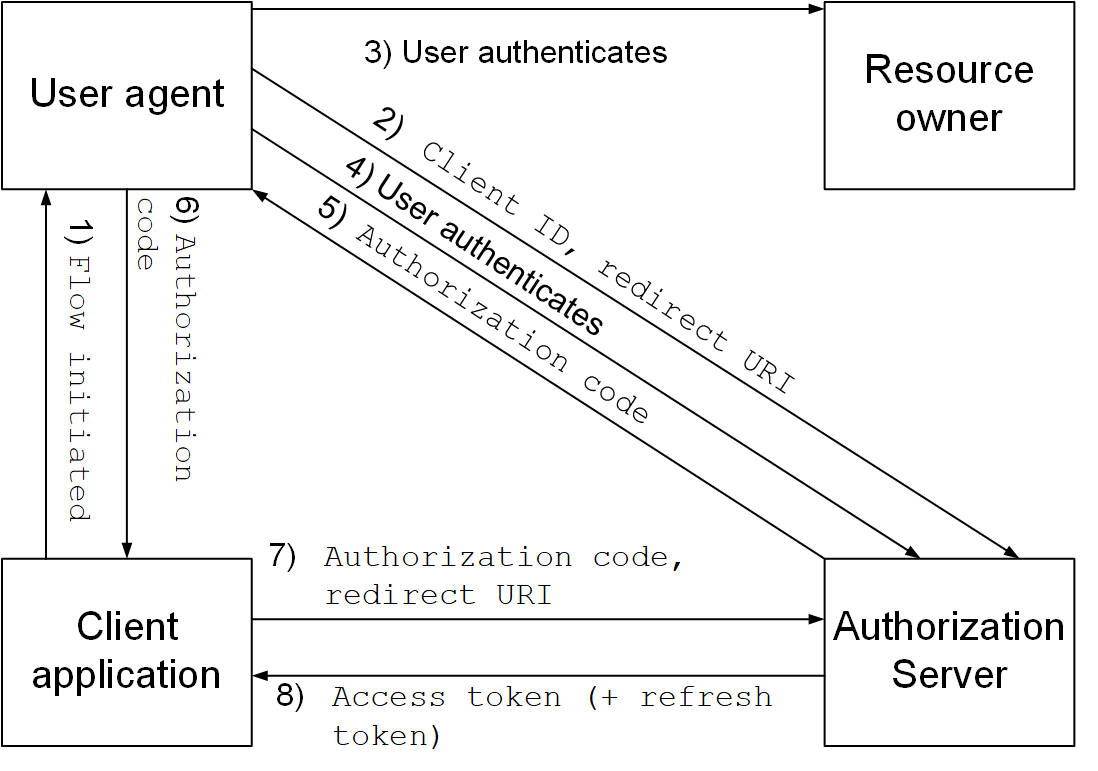 3) User authenticates
User agent
Resource
owner
2) Client ID, redirect URI
4) User authenticates
5) Authorization code
1) Flow initiated
6) Authorization
code
7) Authorization code,
redirect URI
Client
application
Authorization
Server
8) Access token (+ refresh
token)